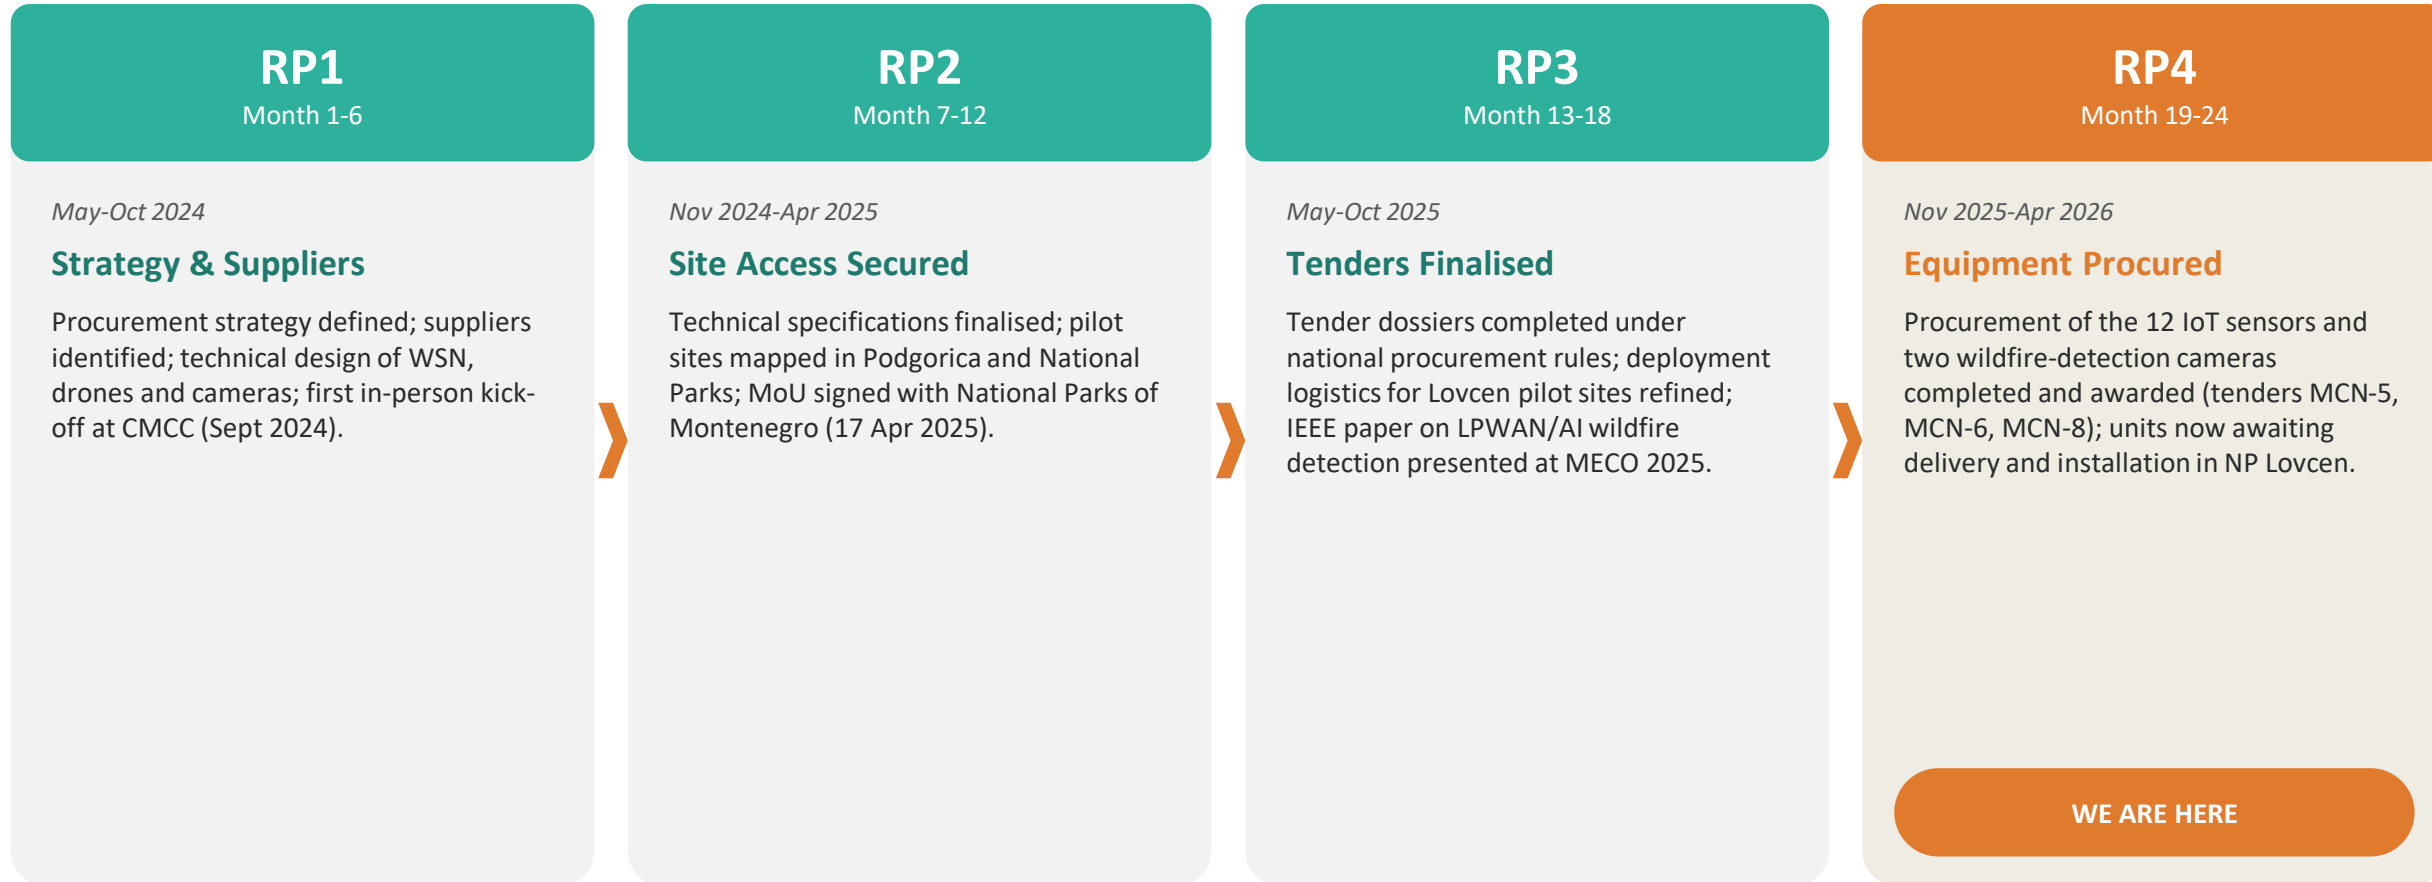 RP1
Month 1-6
May-Oct 2024
Strategy & Suppliers
Procurement strategy defined; suppliers
identified; technical design of WSN,
drones and cameras; first in-person kick-
off at CMCC (Sept 2024).
RP2
Month 7-12
Nov 2024-Apr 2025
Site Access Secured
Technical specifications finalised; pilot
sites mapped in Podgorica and National
Parks; MoU signed with National Parks of
Montenegro (17 Apr 2025).
RP3
Month 13-18
May-Oct 2025
Tenders Finalised
Tender dossiers completed under
national procurement rules; deployment
logistics for Lovcen pilot sites refined;
IEEE paper on LPWAN/AI wildfire
detection presented at MECO 2025.
RP4
Month 19-24
Nov 2025-Apr 2026
Equipment Procured
Procurement of the 12 IoT sensors and
two wildfire-detection cameras
completed and awarded (tenders MCN-5,
MCN-6, MCN-8); units now awaiting
delivery and installation in NP Lovcen.
WE ARE HERE